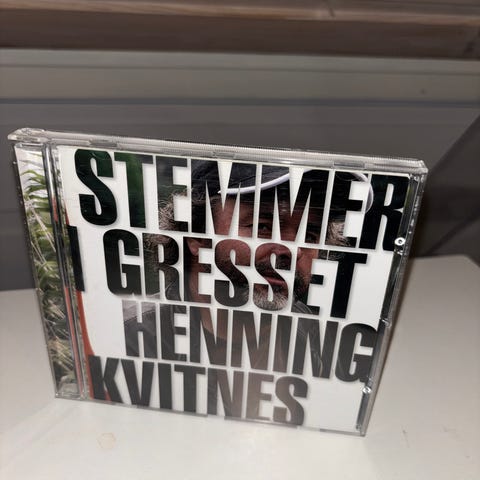 STEMMER
I GRESSET
HENNING
KVITNES